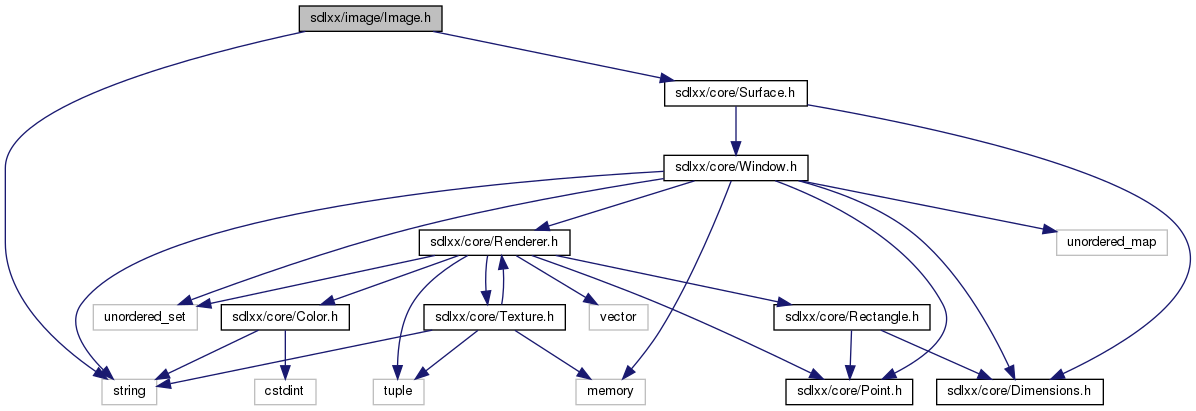 sdlxx/image/Image.h
sdlxx/core/Surface.h
sdlxx/core/Window.h
sdlxx/core/Renderer.h
unordered_map
unordered_set
sdlxx/core/Color.h
sdlxx/core/Texture.h
vector
sdlxx/core/Rectangle.h
string
cstdint
tuple
memory
sdlxx/core/Point.h
sdlxx/core/Dimensions.h